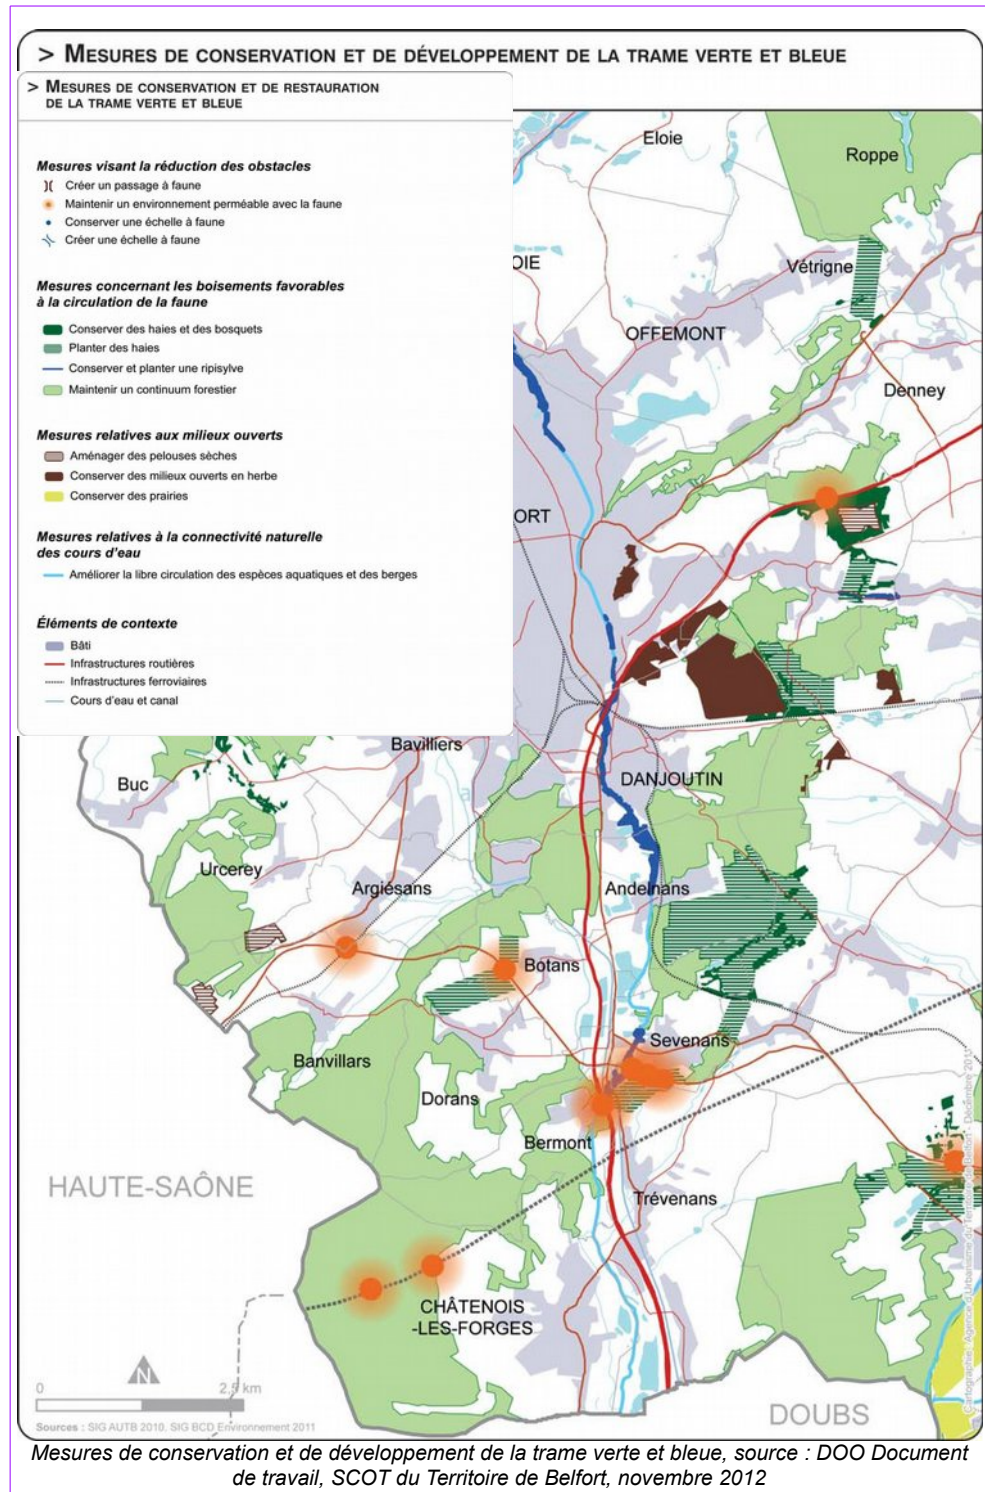 > MESURES DE CONSERVATION ET DE DÉVELOPPEMENT DE LA TRAME VERTE ET BLEUE
> MESURES DE CONSERVATION ET DE RESTAURATION
DE LA TRAME VERTE ET BLEUE
Mesures visant la réduction des obstacles
Créer un passage à faune
Maintenir un environnement perméable avec la faune
Conserver une échelle à faune
Créer une échelle à faune
Mesures concernant les boisements favorables
à la circulation de la faune
Conserver des haies et des bosquets
Planter des haies
Conserver et planter une ripisylve
Maintenir un continuum forestier
Mesures relatives aux milieux ouverts
Aménager des pelouses sèches
Conserver des milieux ouverts en herbe
Conserver des prairies
Mesures relatives à la connectivité naturelle
des cours d'eau
Améliorer la libre circulation des espèces aquatiques et des berges
Éléments de contexte
Bâti
Infrastructures routières
Infrastructures ferroviaires
Cours d'eau et canal
Eloie
Roppe
OIE
Vétrigne
OFFEMONT
Denney
ORT
Bavilliers
Buc
DANJOUTIN
Urcerey
Argiésans
Andelnans
Botans
Sevenans
Banvillars
Dorans
Bermont
HAUTE-SAÔNE
Trévenans
CHÂTENOIS
-LES-FORGES
N
0 2.5 km
DOUBS
Sources : SIG AUTB 2010, SIG BCD Environnement 2011
Cartographie : Agence d'Urbanisme du Territoire de Belfort - Décembre 2011
Mesures de conservation et de développement de la trame verte et bleue, source : DOO Document
de travail, SCOT du Territoire de Belfort, novembre 2012